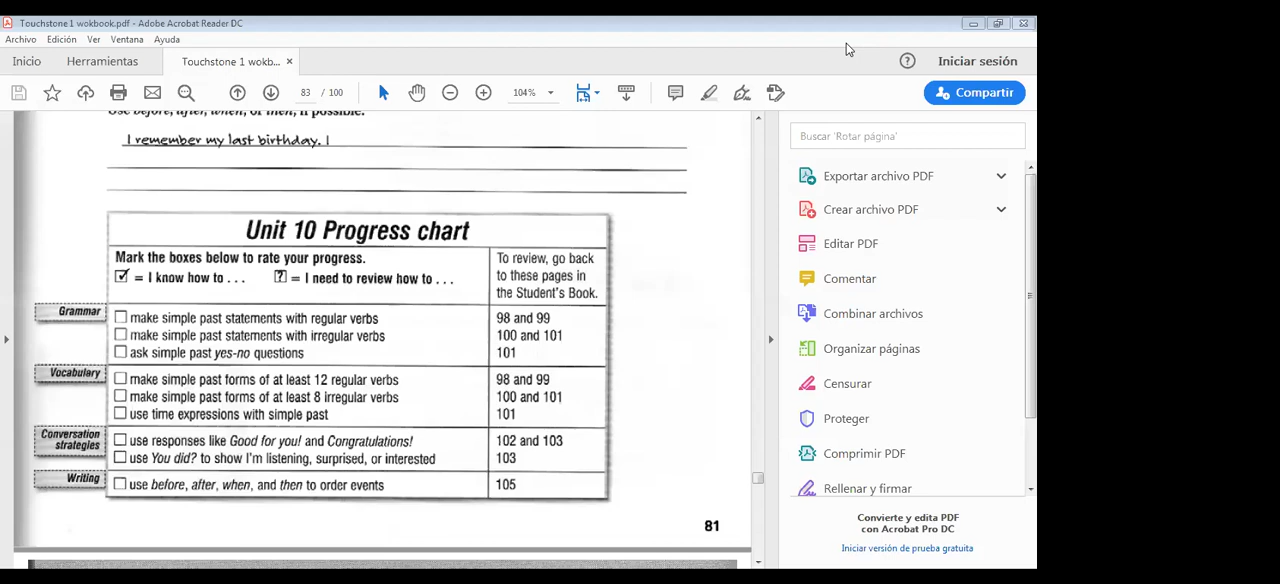 Touchstone 1 wokbook.pdf - Adobe Acrobat Reader DC
Archivo Edición Ver Ventana Ayuda
Inicio Herramientas Touchstone 1 wokb... × ? Iniciar sesión
83 / 100 104% Compartir
Use before, after, when, or then, if possible.
I remember my last birthday. I
Unit 10 Progress chart
Mark the boxes below to rate your progress.
☑ = I know how to . . . ? = I need to review how to . . .
To review, go back
to these pages in
the Student's Book.
Grammar
make simple past statements with regular verbs 98 and 99
make simple past statements with irregular verbs 100 and 101
ask simple past yes-no questions 101
Vocabulary
make simple past forms of at least 12 regular verbs 98 and 99
make simple past forms of at least 8 irregular verbs 100 and 101
use time expressions with simple past 101
Conversation
strategies
use responses like Good for you! and Congratulations! 102 and 103
use You did? to show I'm listening, surprised, or interested 103
Writing
use before, after, when, and then to order events 105
81
Buscar 'Rotar página'
Exportar archivo PDF
Crear archivo PDF
Editar PDF
Comentar
Combinar archivos
Organizar páginas
Censurar
Proteger
Comprimir PDF
Rellenar y firmar
Convierte y edita PDF
con Acrobat Pro DC
Iniciar versión de prueba gratuita